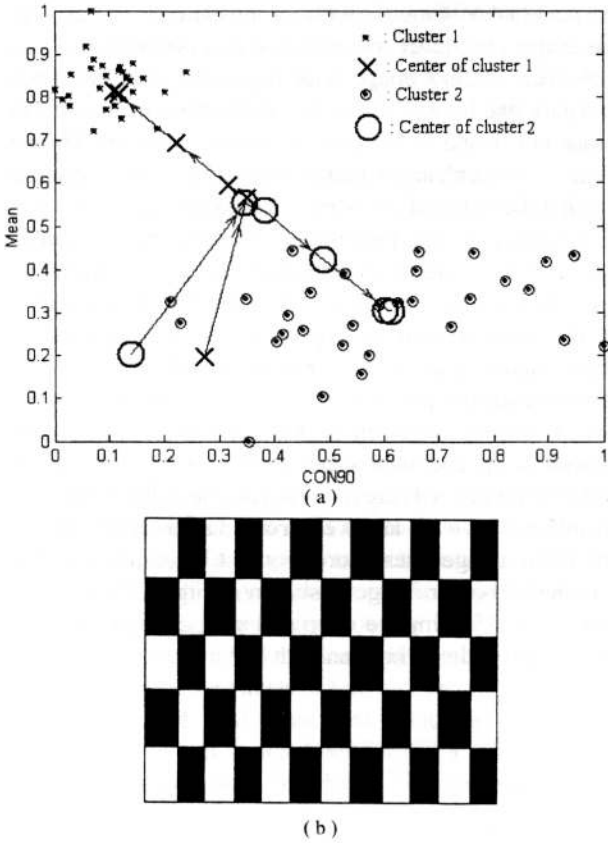 : Cluster 1
: Center of cluster 1
: Cluster 2
: Center of cluster 2
1
0.9
0.8
0.7
0.6
0.5
0.4
0.3
0.2
0.1
0
Mean
0
0.1
0.2
0.3
0.4
0.5
0.6
0.7
0.8
0.9
1
CON90
( a )
( b )